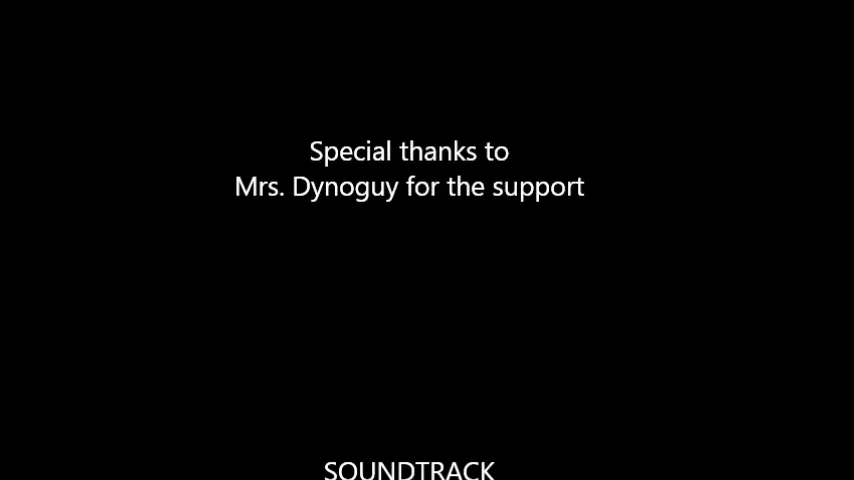 Special thanks to
Mrs. Dynoguy for the support
SOUNDTRACK